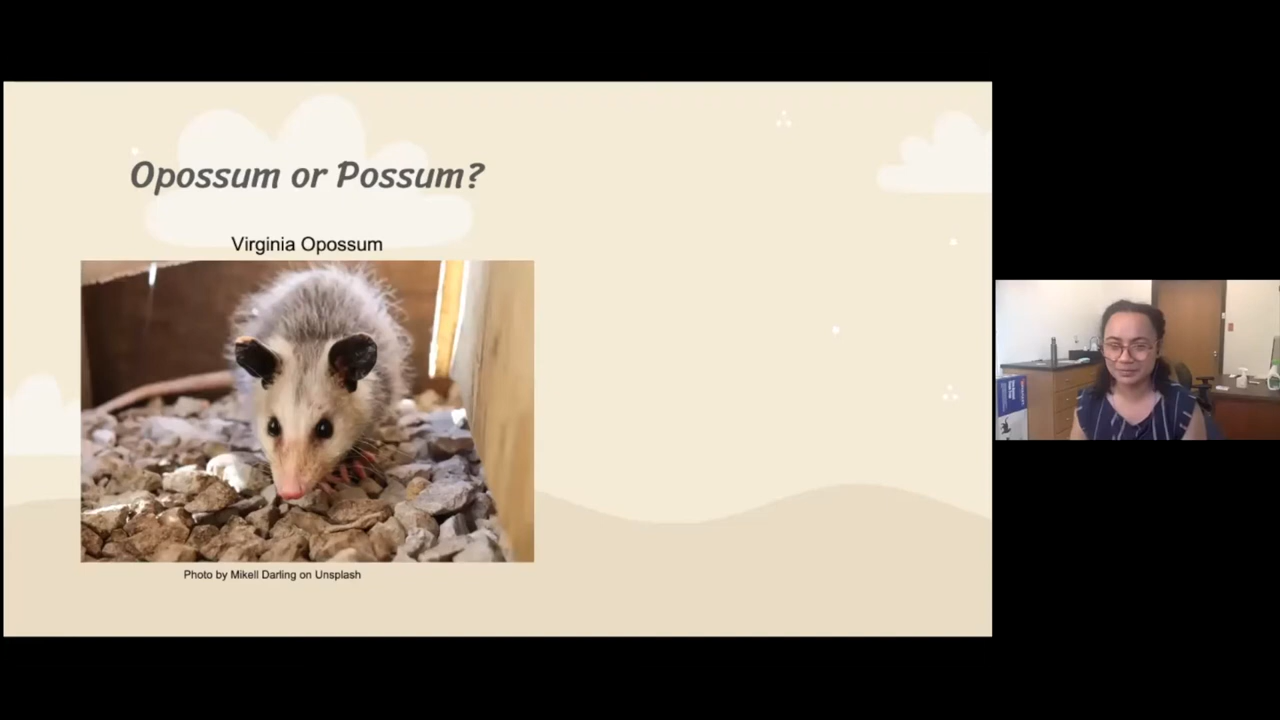 Opossum or Possum?
Virginia Opossum
Photo by Mikell Darling on Unsplash